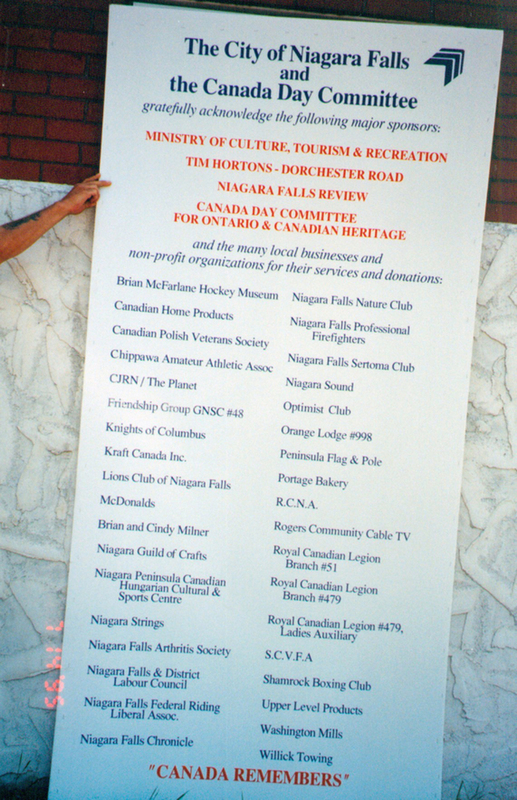 The City of Niagara Falls
and
the Canada Day Committee
gratefully acknowledge the following major sponsors:
MINISTRY OF CULTURE, TOURISM & RECREATION
TIM HORTONS - DORCHESTER ROAD
NIAGARA FALLS REVIEW
CANADA DAY COMMITTEE
FOR ONTARIO & CANADIAN HERITAGE
and the many local businesses and
non-profit organizations for their services and donations:
Brian McFarlane Hockey Museum
Canadian Home Products
Canadian Polish Veterans Society
Chippawa Amateur Athletic Assoc
CJRN / The Planet
Friendship Group GNSC #48
Knights of Columbus
Kraft Canada Inc.
Lions Club of Niagara Falls
McDonalds
Brian and Cindy Milner
Niagara Guild of Crafts
Niagara Peninsula Canadian
Hungarian Cultural &
Sports Centre
Niagara Strings
Niagara Falls Arthritis Society
Niagara Falls & District
Labour Council
Niagara Falls Federal Riding
Liberal Assoc.
Niagara Falls Chronicle
Niagara Falls Nature Club
Niagara Falls Professional
Firefighters
Niagara Falls Sertoma Club
Niagara Sound
Optimist Club
Orange Lodge #998
Peninsula Flag & Pole
Portage Bakery
R.C.N.A.
Rogers Community Cable TV
Royal Canadian Legion
Branch #51
Royal Canadian Legion
Branch #479
Royal Canadian Legion #479,
Ladies Auxiliary
S.C.V.F.A
Shamrock Boxing Club
Upper Level Products
Washington Mills
Willick Towing
"CANADA REMEMBERS"
7 14 '95